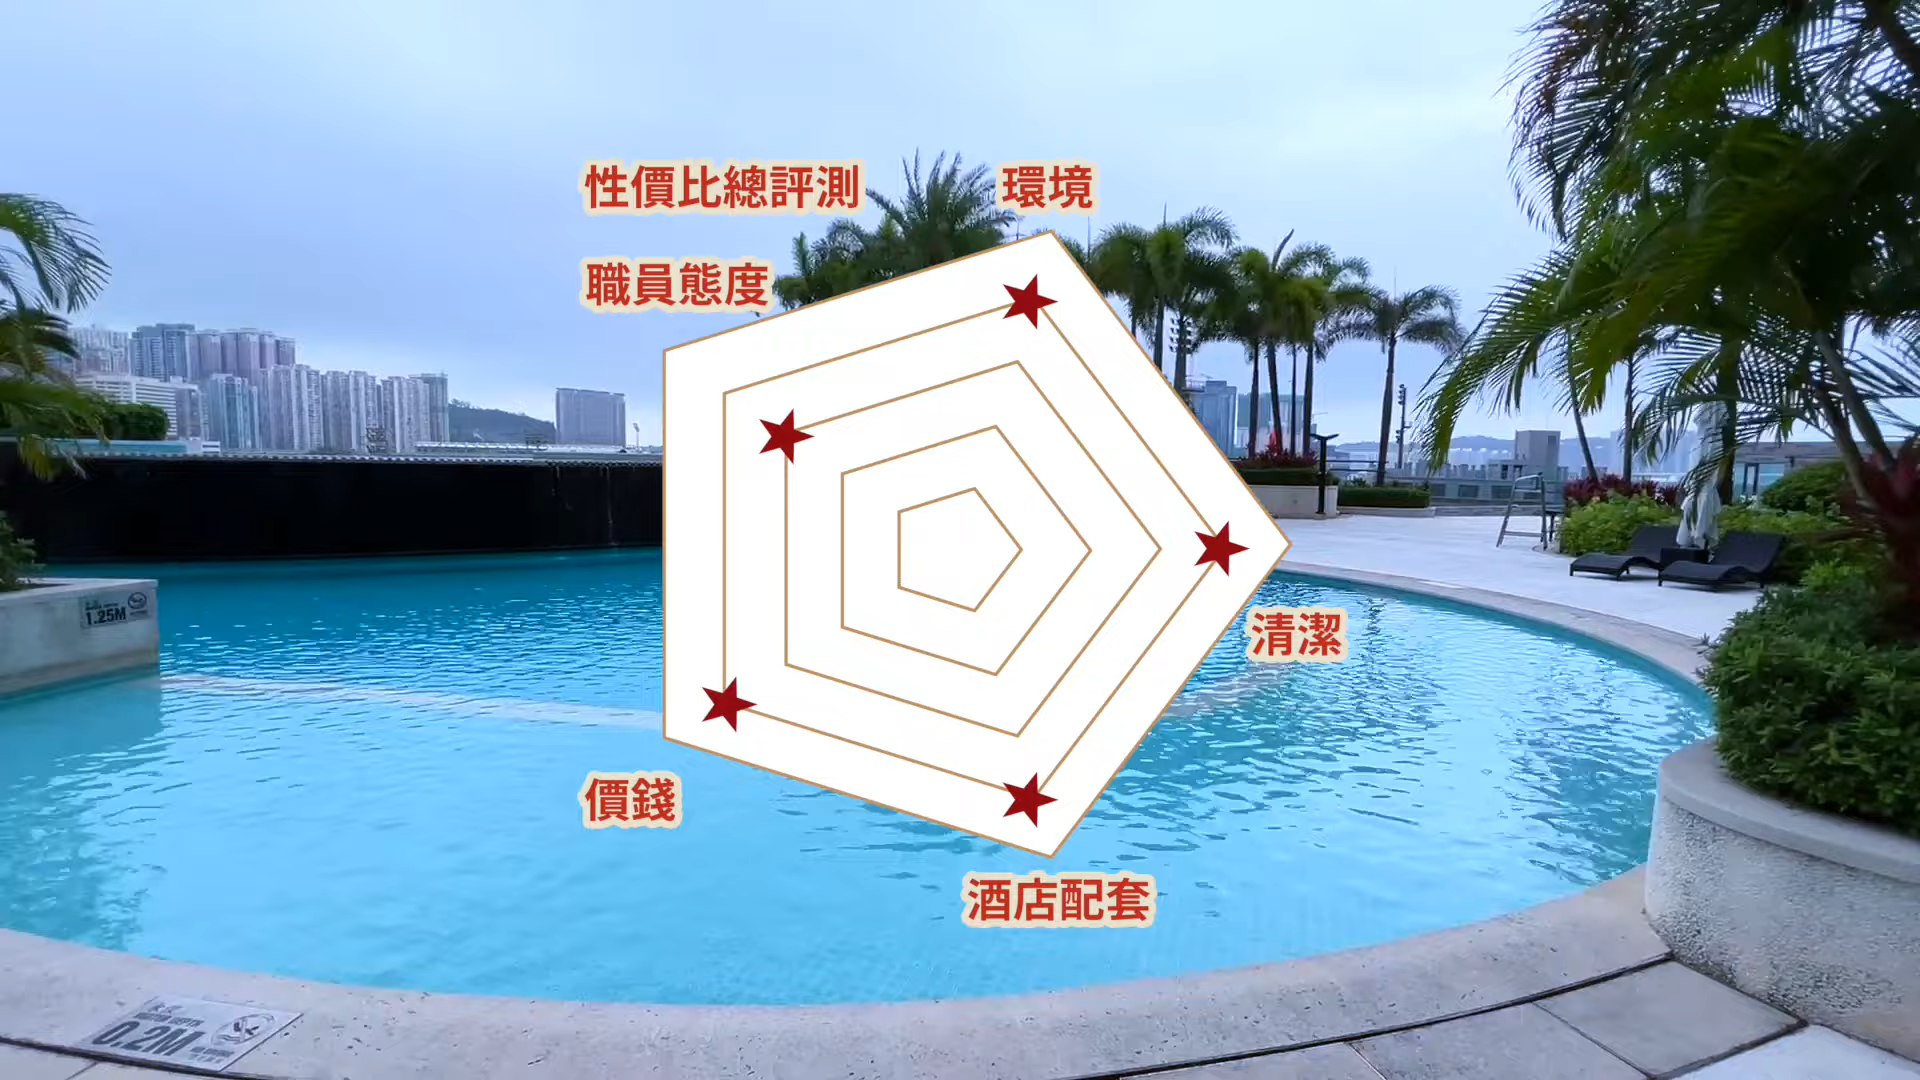 性價比總評測
環境
職員態度
清潔
價錢
酒店配套
1.25M
0.2M